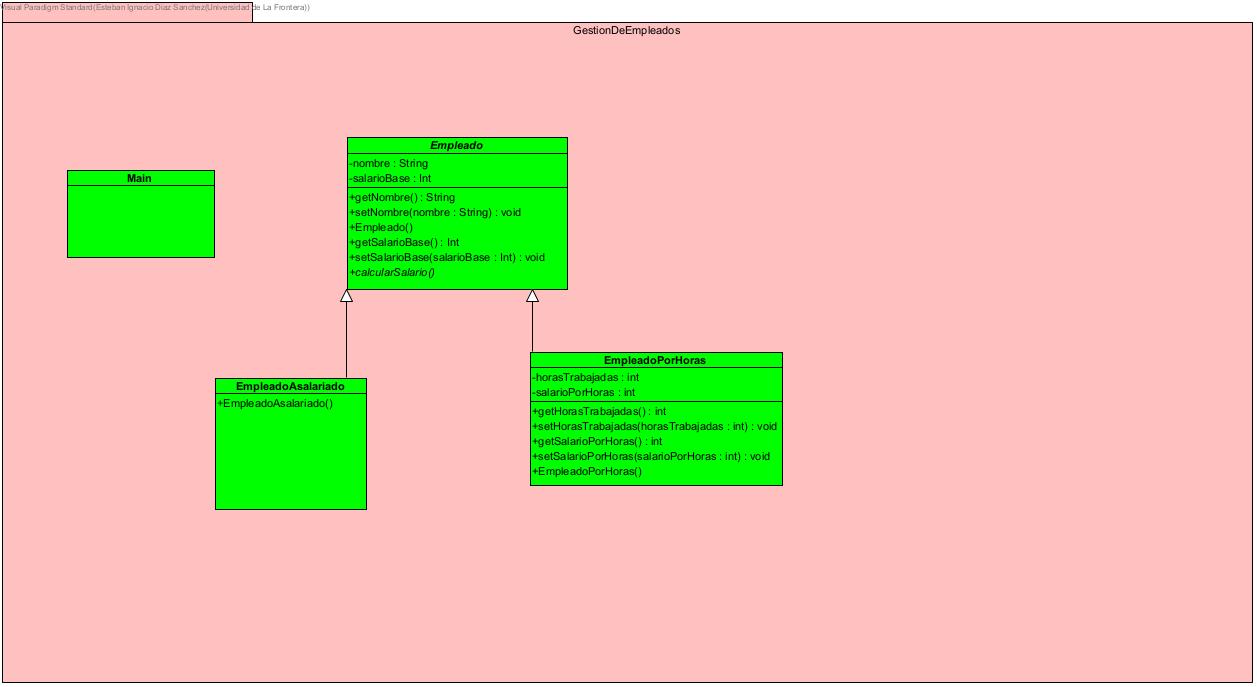 Visual Paradigm Standard(Esteban Ignacio Diaz Sanchez(Universidad de La Frontera))
GestionDeEmpleados
Main
Empleado
-nombre : String
-salarioBase : Int
+getNombre() : String
+setNombre(nombre : String) : void
+Empleado()
+getSalarioBase() : Int
+setSalarioBase(salarioBase : Int) : void
+calcularSalario()
EmpleadoAsalariado
+EmpleadoAsalariado()
EmpleadoPorHoras
-horasTrabajadas : int
-salarioPorHoras : int
+getHorasTrabajadas() : int
+setHorasTrabajadas(horasTrabajadas : int) : void
+getSalarioPorHoras() : int
+setSalarioPorHoras(salarioPorHoras : int) : void
+EmpleadoPorHoras()